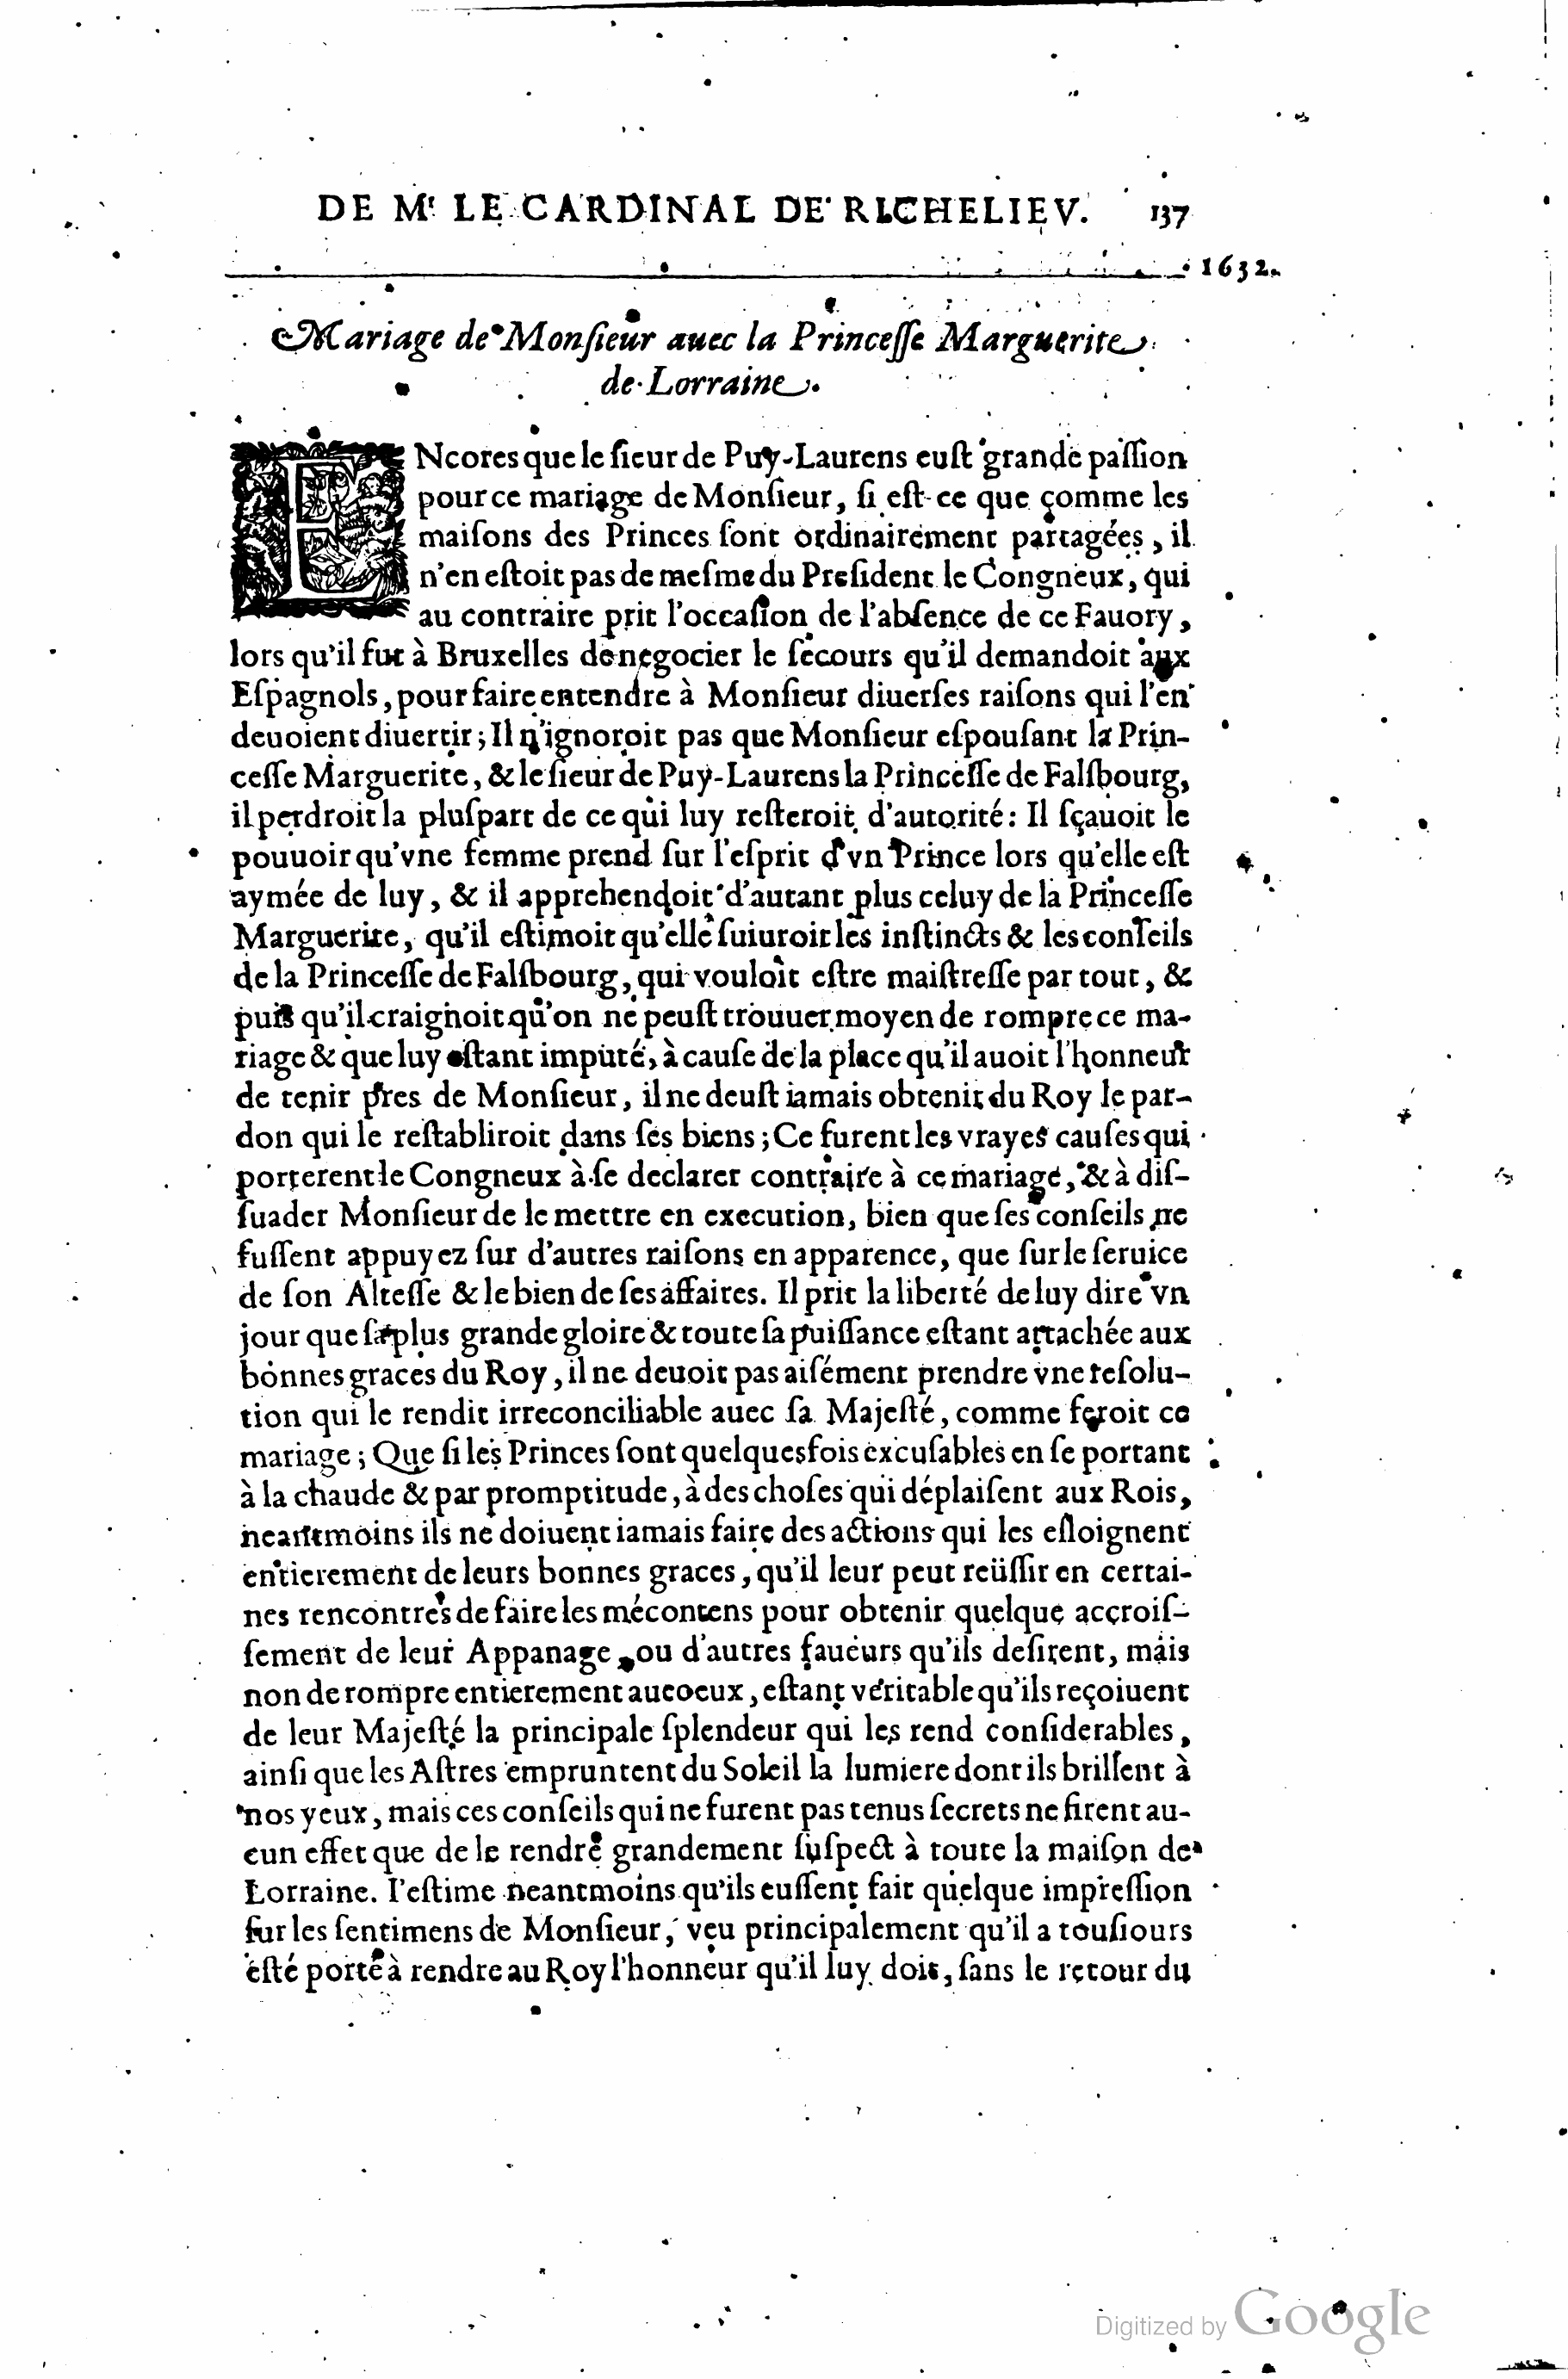 DE Mr LE CARDINAL DE RICHELIEV. 137
1632.
Mariage de Monſieur auec la Princeſſe Marguerite
de Lorraine.
ENcores que le ſieur de Puy-Laurens euſt grande paſſion
pour ce mariage de Monſieur, ſi eſt-ce que comme les
maiſons des Princes ſont ordinairement partagées, il
n'en eſtoit pas de meſme du Preſident le Congneux, qui
au contraire prit l'occaſion de l'abſence de ce Fauory,
lors qu'il fut à Bruxelles de negocier le ſecours qu'il demandoit aux
Eſpagnols, pour faire entendre à Monſieur diuerſes raiſons qui l'en
deuoient diuertir; Il n'ignoroit pas que Monſieur eſpouſant la Prin-
ceſſe Marguerite, & le ſieur de Puy-Laurens la Princeſſe de Falſbourg,
il perdroit la pluſpart de ce qui luy reſteroit d'autorité: Il ſçauoit le
pouuoir qu'vne femme prend ſur l'eſprit d'vn Prince lors qu'elle eſt
aymée de luy, & il apprehendoit d'autant plus celuy de la Princeſſe
Marguerite, qu'il eſtimoit qu'elle ſuiuroit les inſtincts & les conſeils
de la Princeſſe de Falſbourg, qui vouloit eſtre maiſtreſſe par tout, &
puis qu'il craignoit qu'on ne peuſt trouuer moyen de rompre ce ma-
riage & que luy eſtant imputé, à cauſe de la place qu'il auoit l'honneur
de tenir pres de Monſieur, il ne deuſt iamais obtenir du Roy le par-
don qui le reſtabliroit dans ſes biens; Ce furent les vrayes cauſes qui
porterent le Congneux à ſe declarer contraire à ce mariage, & à diſ-
ſuader Monſieur de le mettre en execution, bien que ſes conſeils ne
fuſſent appuyez ſur d'autres raiſons en apparence, que ſur le ſeruice
de ſon Alteſſe & le bien de ſes affaires. Il prit la liberté de luy dire vn
jour que ſa plus grande gloire & toute ſa puiſſance eſtant attachée aux
bonnes graces du Roy, il ne deuoit pas aiſément prendre vne reſolu-
tion qui le rendit irreconciliable auec ſa Majeſté, comme feroit ce
mariage; Que ſi les Princes ſont quelquesfois excuſables en ſe portant
à la chaude & par promptitude, à des choſes qui déplaiſent aux Rois,
neantmoins ils ne doiuent iamais faire des actions qui les eſloignent
entierement de leurs bonnes graces, qu'il leur peut reüſſir en certai-
nes rencontres de faire les mécontens pour obtenir quelque accroiſ-
ſement de leur Appanage, ou d'autres faueurs qu'ils deſirent, mais
non de rompre entierement aucoeux, eſtant veritable qu'ils reçoiuent
de leur Majeſté la principale ſplendeur qui les rend conſiderables,
ainſi que les Aſtres empruntent du Soleil la lumiere dont ils brillent à
nos yeux, mais ces conſeils qui ne furent pas tenus ſecrets ne firent au-
cun effet que de le rendre grandement ſuſpect à toute la maiſon de
Lorraine. I'eſtime neantmoins qu'ils euſſent fait quelque impreſſion
ſur les ſentimens de Monſieur, veu principalement qu'il a touſiours
eſté porté à rendre au Roy l'honneur qu'il luy doit, ſans le retour du
Digitized by Google